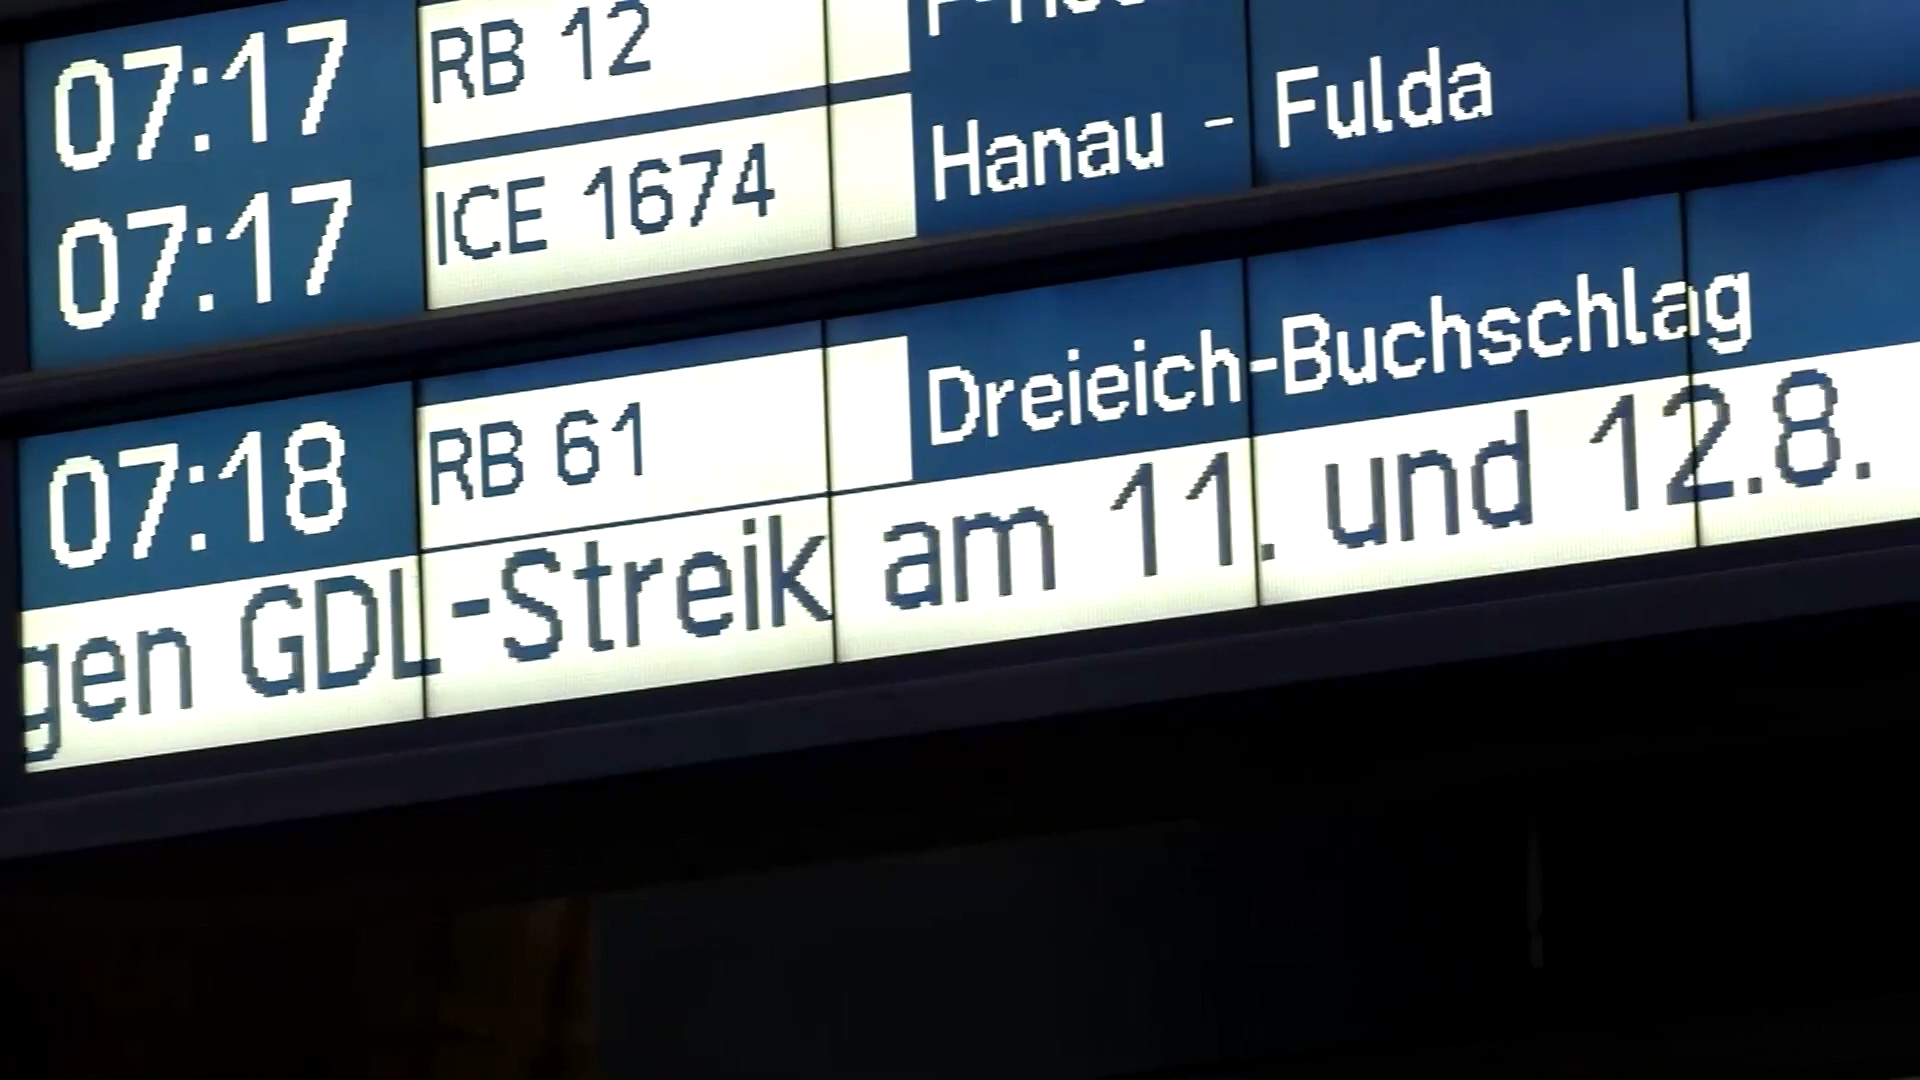 07:17 RB 12
07:17 ICE 1674 Hanau - Fulda
07:18 RB 61 Dreieich-Buchschlag
gen GDL-Streik am 11. und 12.8.